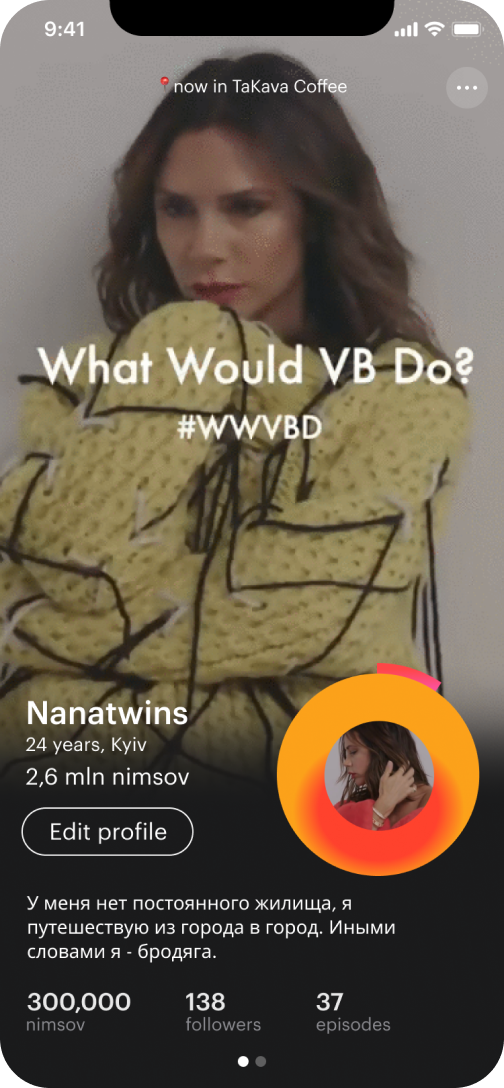 9:41
now in TaKava Coffee
What Would VB Do?
#WWVBD
Nanatwins
24 years, Kyiv
2,6 mln nimsov
Edit profile
У меня нет постоянного жилища, я
путешествую из города в город. Иными
словами я - бродяга.
300,000 138 37
nimsov followers episodes